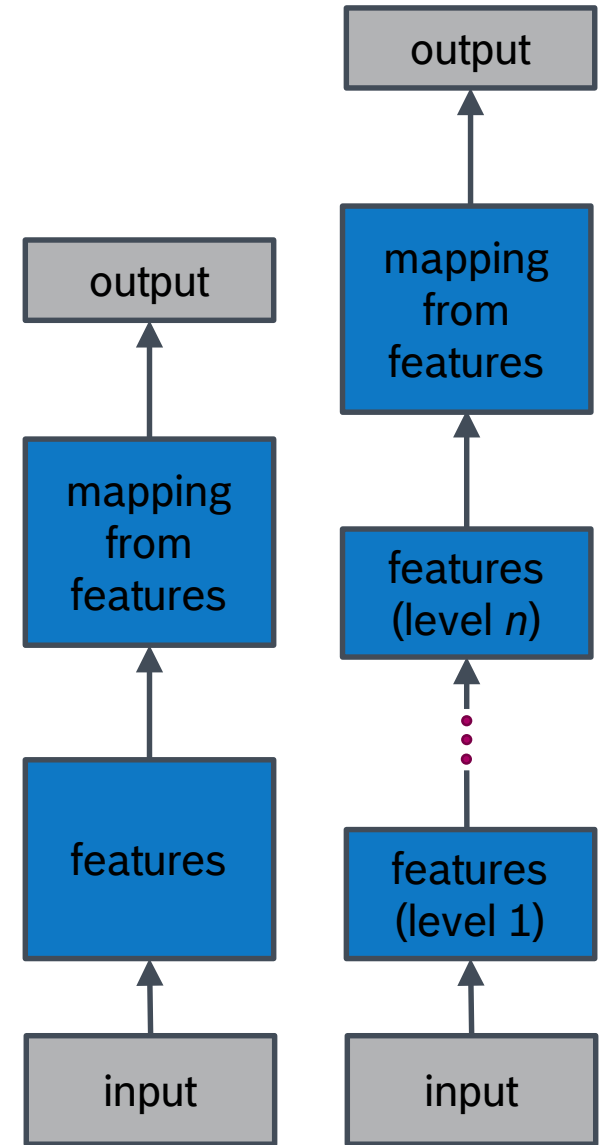 output
mapping
from
features
features
input
output
mapping
from
features
features
(level n)
features
(level 1)
input